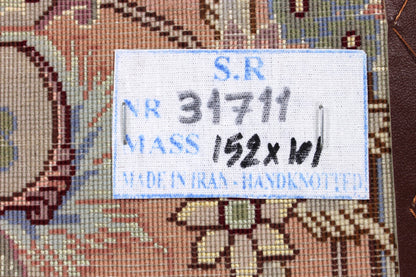 S.R
NR 31711
MASS 152x101
MADE IN IRAN - HANDKNOTTED